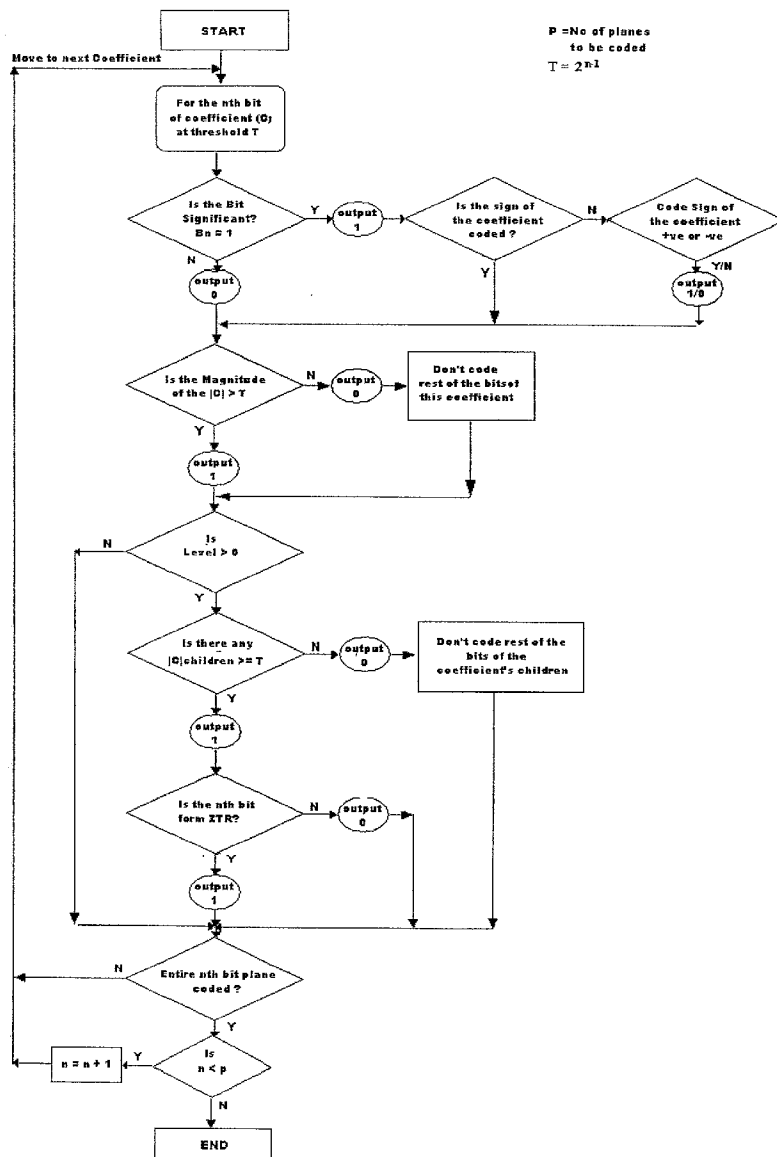 START
P =No of planes
to be coded
T = 2^{n-1}
Move to next Coefficient
For the nth bit
of coefficient (C)
at threshold T
Is the Bit
Significant?
Bn = 1
Y
output
1
Is the sign of
the coefficient
coded ?
N
Code Sign of
the coefficient
+ve or -ve
N
output
0
Y
Y/N
output
1/0
Is the Magnitude
of the |C| > T
N
output
0
Don't code
rest of the bitsof
this coefficient
Y
output
1
Is
Level > 0
N
Y
Is there any
|C|children >= T
N
output
0
Don't code rest of the
bits of the
coefficient's children
Y
output
1
Is the nth bit
form ZTR?
N
output
0
Y
output
1
Entire nth bit plane
coded ?
N
Y
Is
n < p
Y
n = n + 1
N
END